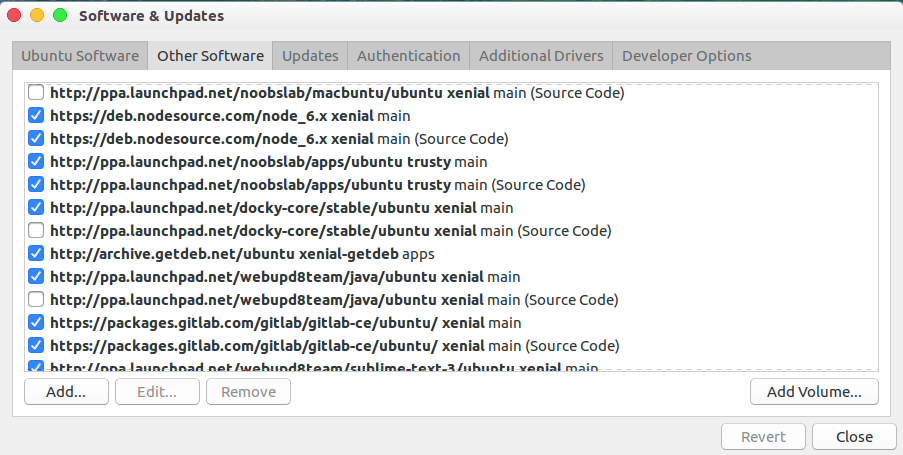 Software & Updates
Ubuntu Software Other Software Updates Authentication Additional Drivers Developer Options
http://ppa.launchpad.net/noobslab/macbuntu/ubuntu xenial main (Source Code)
https://deb.nodesource.com/node_6.x xenial main
https://deb.nodesource.com/node_6.x xenial main (Source Code)
http://ppa.launchpad.net/noobslab/apps/ubuntu trusty main
http://ppa.launchpad.net/noobslab/apps/ubuntu trusty main (Source Code)
http://ppa.launchpad.net/docky-core/stable/ubuntu xenial main
http://ppa.launchpad.net/docky-core/stable/ubuntu xenial main (Source Code)
http://archive.getdeb.net/ubuntu xenial-getdeb apps
http://ppa.launchpad.net/webupd8team/java/ubuntu xenial main
http://ppa.launchpad.net/webupd8team/java/ubuntu xenial main (Source Code)
https://packages.gitlab.com/gitlab/gitlab-ce/ubuntu/ xenial main
https://packages.gitlab.com/gitlab/gitlab-ce/ubuntu/ xenial main (Source Code)
http://ppa.launchpad.net/webupd8team/sublime-text-3/ubuntu xenial main
Add... Edit... Remove Add Volume...
Revert Close